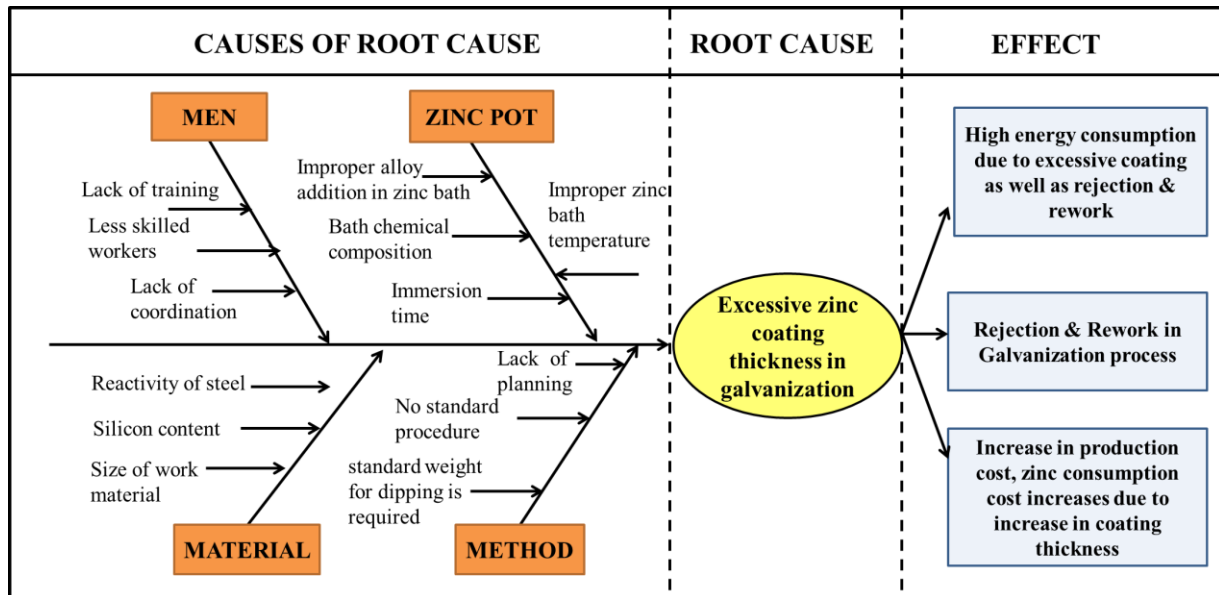 CAUSES OF ROOT CAUSE
ROOT CAUSE
EFFECT
MEN
Lack of training
Less skilled
workers
Lack of
coordination
ZINC POT
Improper alloy
addition in zinc bath
Bath chemical
composition
Immersion
time
Improper zinc
bath
temperature
Reactivity of steel
Silicon content
Size of work
material
MATERIAL
Lack of
planning
No standard
procedure
standard weight
for dipping is
required
METHOD
Excessive zinc
coating
thickness in
galvanization
High energy consumption
due to excessive coating
as well as rejection &
rework
Rejection & Rework in
Galvanization process
Increase in production
cost, zinc consumption
cost increases due to
increase in coating
thickness